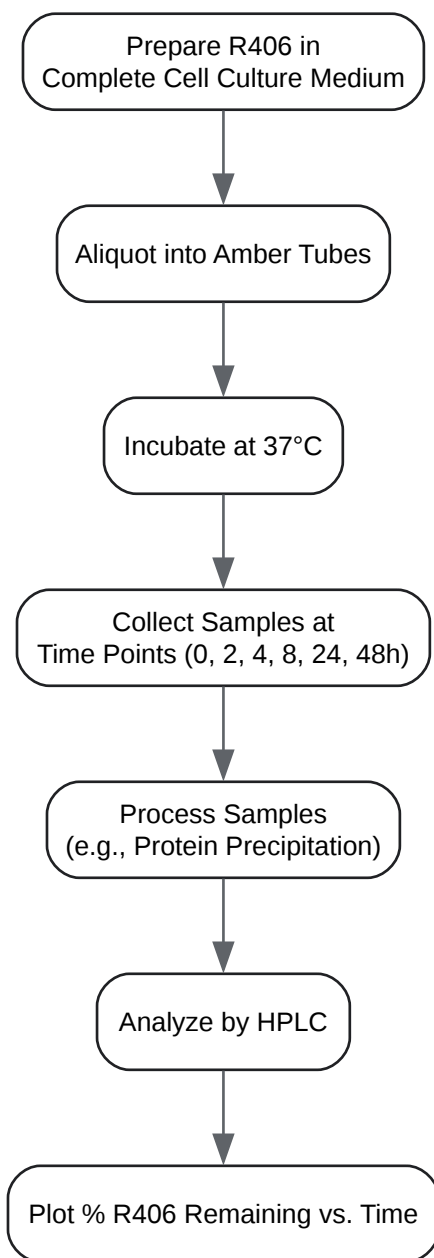 Prepare R406 in
Complete Cell Culture Medium
Aliquot into Amber Tubes
Incubate at 37°C
Collect Samples at
Time Points (0, 2, 4, 8, 24, 48h)
Process Samples
(e.g., Protein Precipitation)
Analyze by HPLC
Plot % R406 Remaining vs. Time